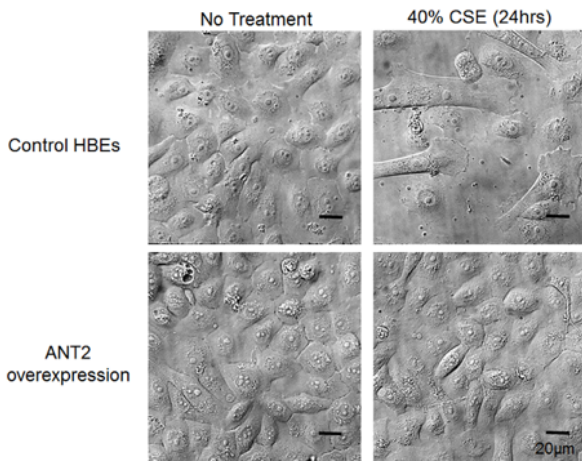 No Treatment
40% CSE (24hrs)
Control HBEs
ANT2
overexpression
20μm